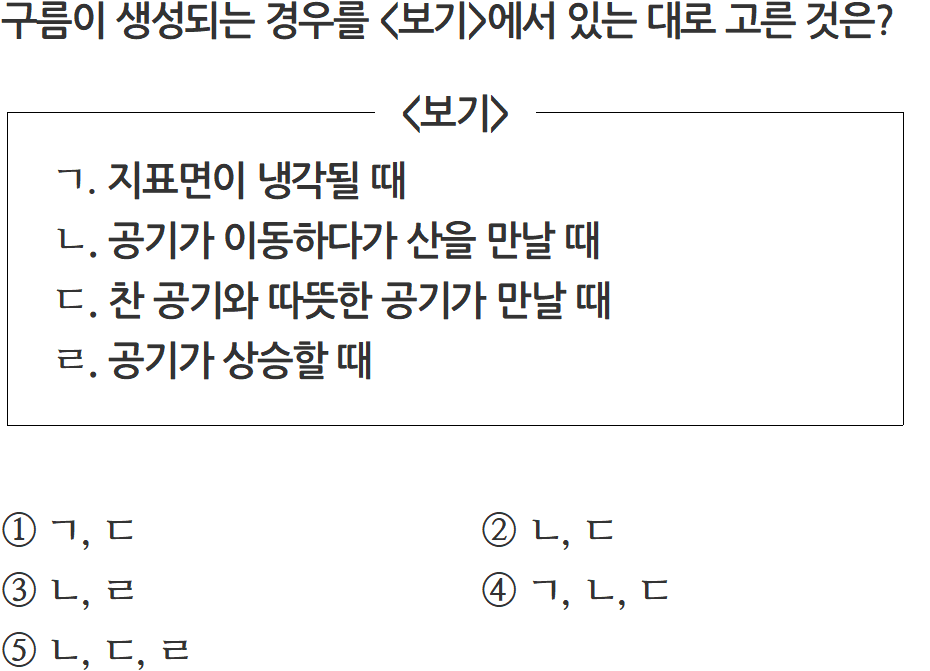 구름이 생성되는 경우를 <보기>에서 있는 대로 고른 것은?
<보기>
ㄱ. 지표면이 냉각될 때
ㄴ. 공기가 이동하다가 산을 만날 때
ㄷ. 찬 공기와 따뜻한 공기가 만날 때
ㄹ. 공기가 상승할 때
① ㄱ, ㄷ ② ㄴ, ㄷ
③ ㄴ, ㄹ ④ ㄱ, ㄴ, ㄷ
⑤ ㄴ, ㄷ, ㄹ